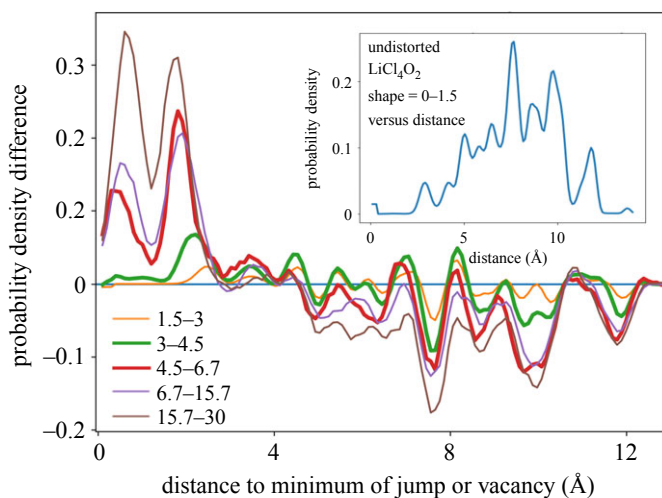 undistorted
LiCl4O2
shape = 0–1.5
versus distance
probability density
0.2
0.1
0
0
5
10
distance (Å)
probability density difference
0.3
0.2
0.2
0
–0.1
–0.2
1.5–3
3–4.5
4.5–6.7
6.7–15.7
15.7–30
0
4
8
12
distance to minimum of jump or vacancy (Å)